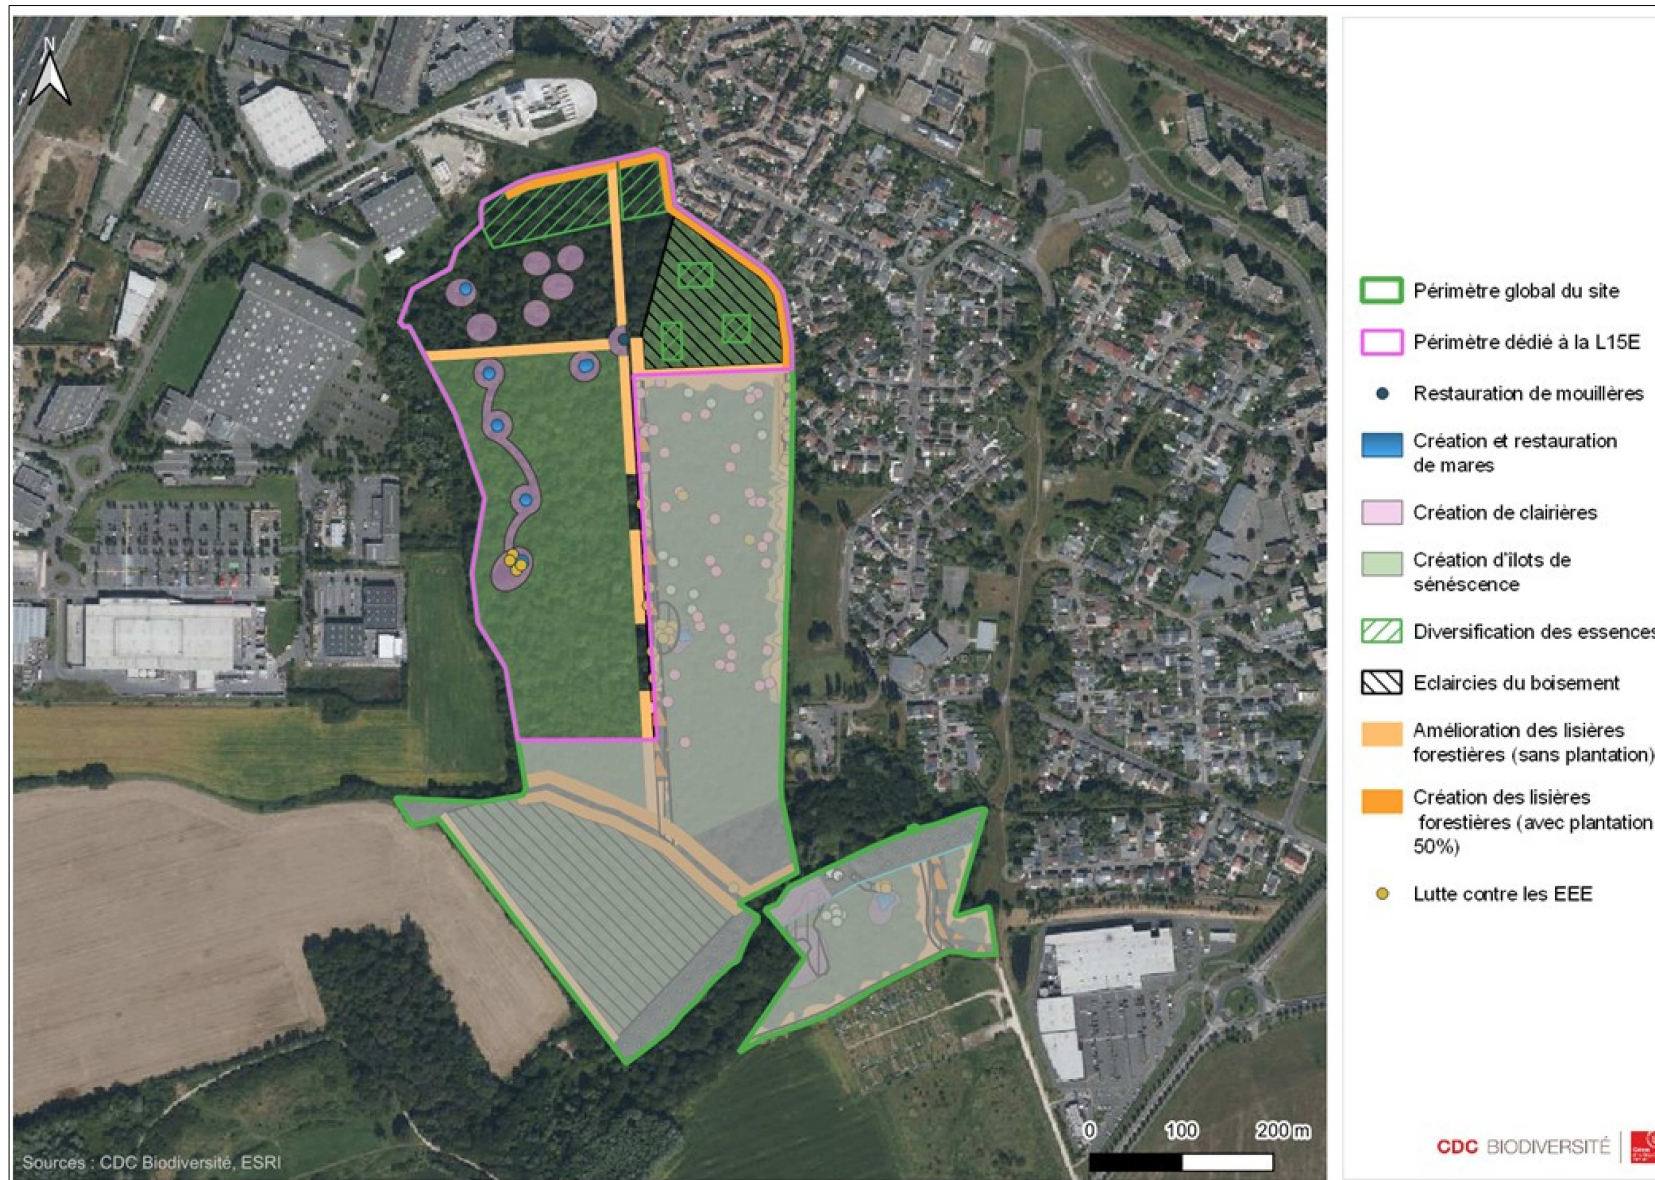 N
Périmètre global du site
Périmètre dédié à la L15E
Restauration de mouillères
Création et restauration
de mares
Création de clairières
Création d'îlots de
sénéscence
Diversification des essences
Eclaircies du boisement
Amélioration des lisières
forestières (sans plantation)
Création des lisières
forestières (avec plantation
50%)
Lutte contre les EEE
0 100 200 m
Sources : CDC Biodiversité, ESRI
CDC BIODIVERSITÉ